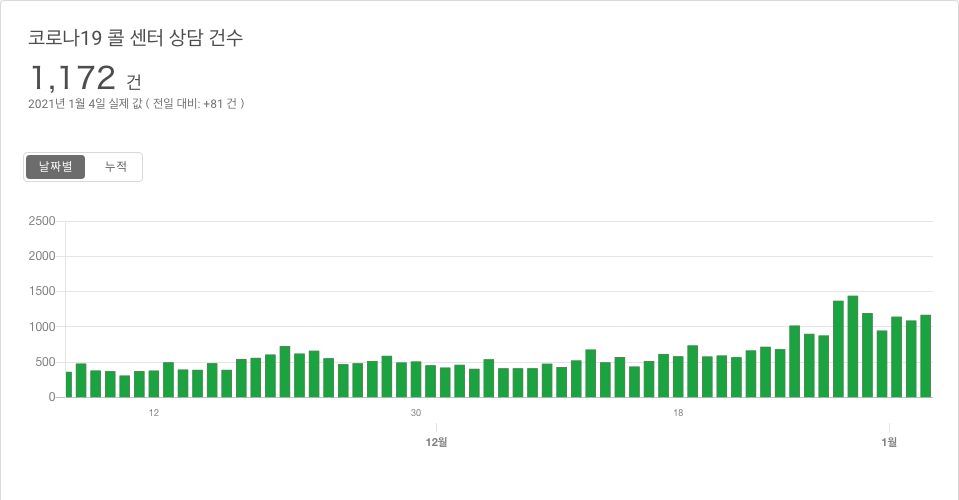 코로나19 콜 센터 상담 건수
1,172 건
2021년 1월 4일 실제 값 ( 전일 대비: +81 건 )
날짜별 누적
2500
2000
1500
1000
500
0
12 30 18
12월 1월